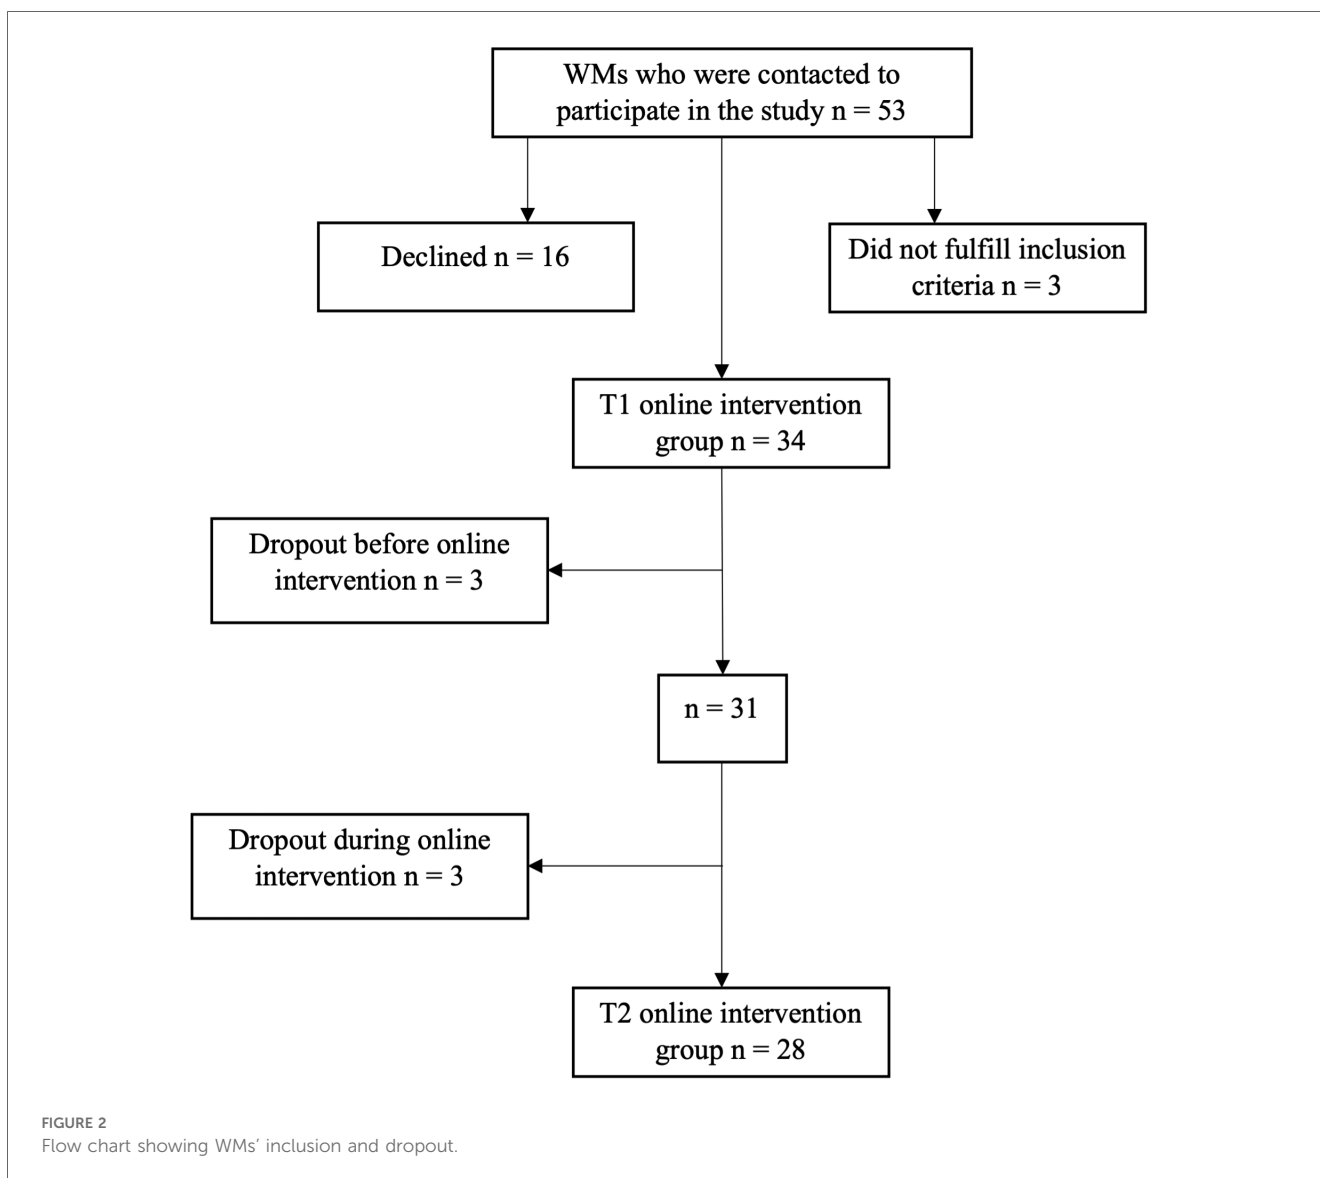 WMs who were contacted to
participate in the study n = 53
Declined n = 16
Did not fulfill inclusion
criteria n = 3
T1 online intervention
group n = 34
Dropout before online
intervention n = 3
n = 31
Dropout during online
intervention n = 3
T2 online intervention
group n = 28
FIGURE 2
Flow chart showing WMs’ inclusion and dropout.